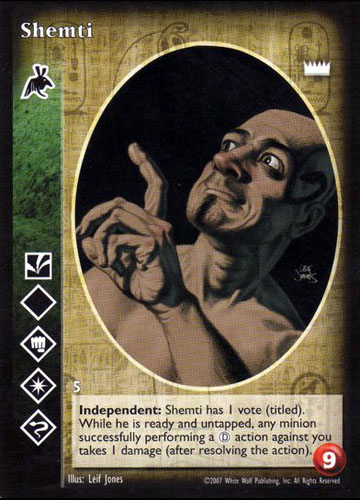 Shemti
LEIF
JONES
5
Independent: Shemti has 1 vote (titled).
While he is ready and untapped, any minion
successfully performing a Ⓓ action against you
takes 1 damage (after resolving the action).
9
Illus: Leif Jones
©2007 White Wolf Publishing, Inc. All Rights Reserved